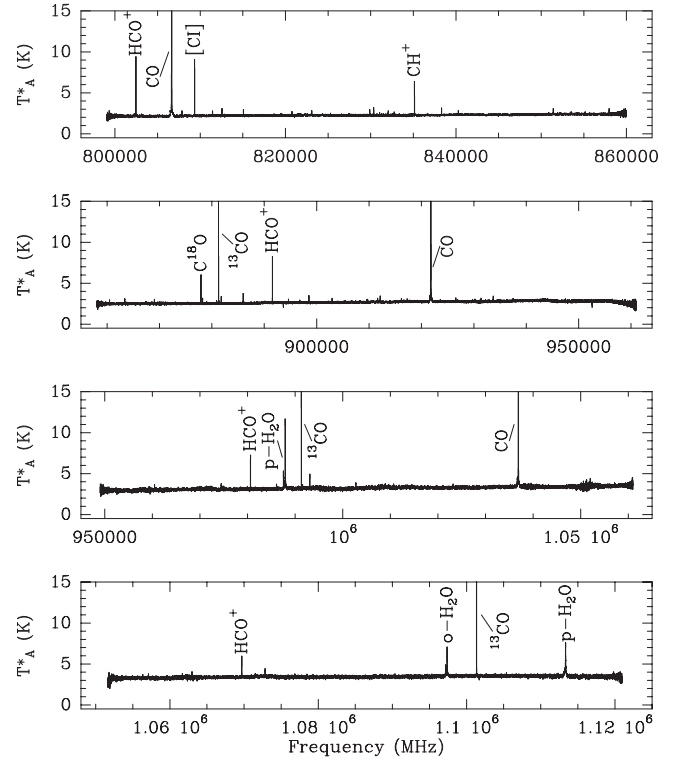 15
10
5
0
T*A (K)
HCO+
CO
[CI]
CH+
800000
820000
840000
860000
15
10
5
0
T*A (K)
C18O
13CO
HCO+
CO
900000
950000
15
10
5
0
T*A (K)
HCO+
p−H2O
13CO
CO
950000
10^6
1.05 10^6
15
10
5
0
T*A (K)
HCO+
o−H2O
13CO
p−H2O
1.06 10^6
1.08 10^6
1.1 10^6
1.12 10^6
Frequency (MHz)